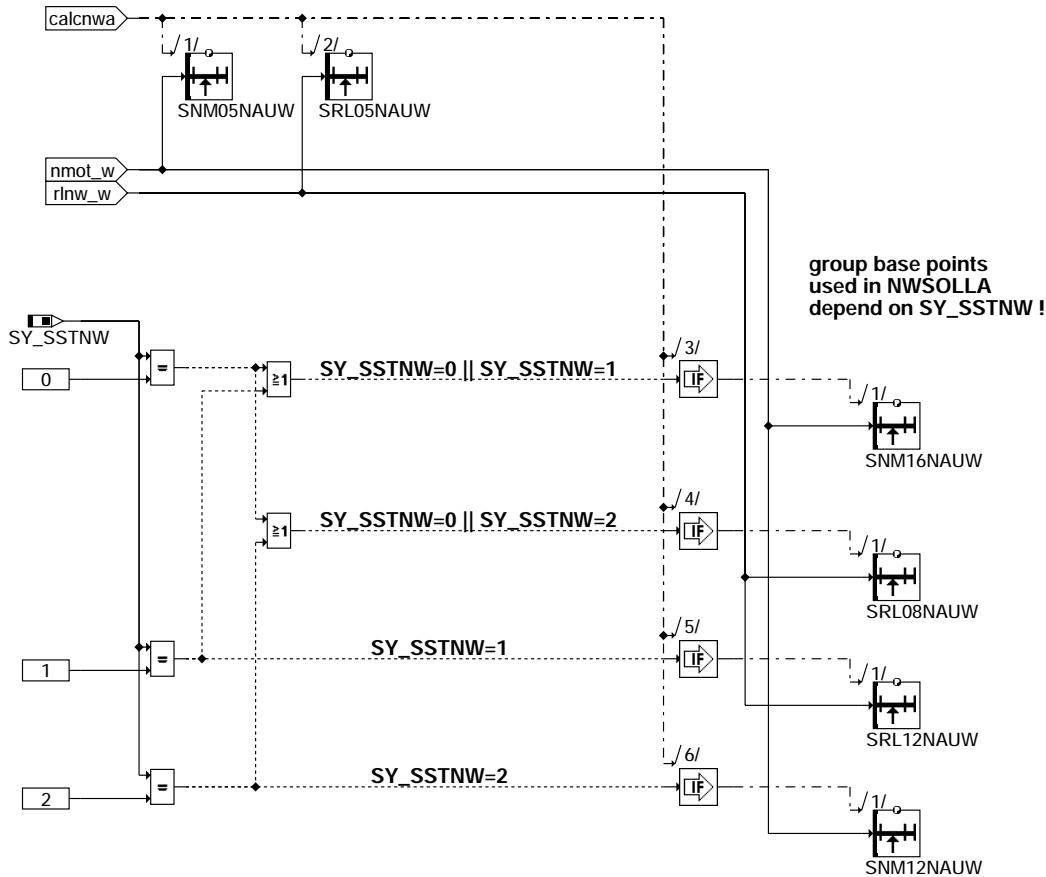 calcnwa
1/
2/
SNM05NAUW
SRL05NAUW
nmot_w
rlnw_w
group base points
used in NWSOLLA
depend on SY_SSTNW !
SY_SSTNW
0
=
≥1
SY_SSTNW=0 || SY_SSTNW=1
3/
IF
1/
SNM16NAUW
≥1
SY_SSTNW=0 || SY_SSTNW=2
4/
IF
1/
SRL08NAUW
1
=
SY_SSTNW=1
5/
IF
1/
SRL12NAUW
2
=
SY_SSTNW=2
6/
IF
1/
SNM12NAUW